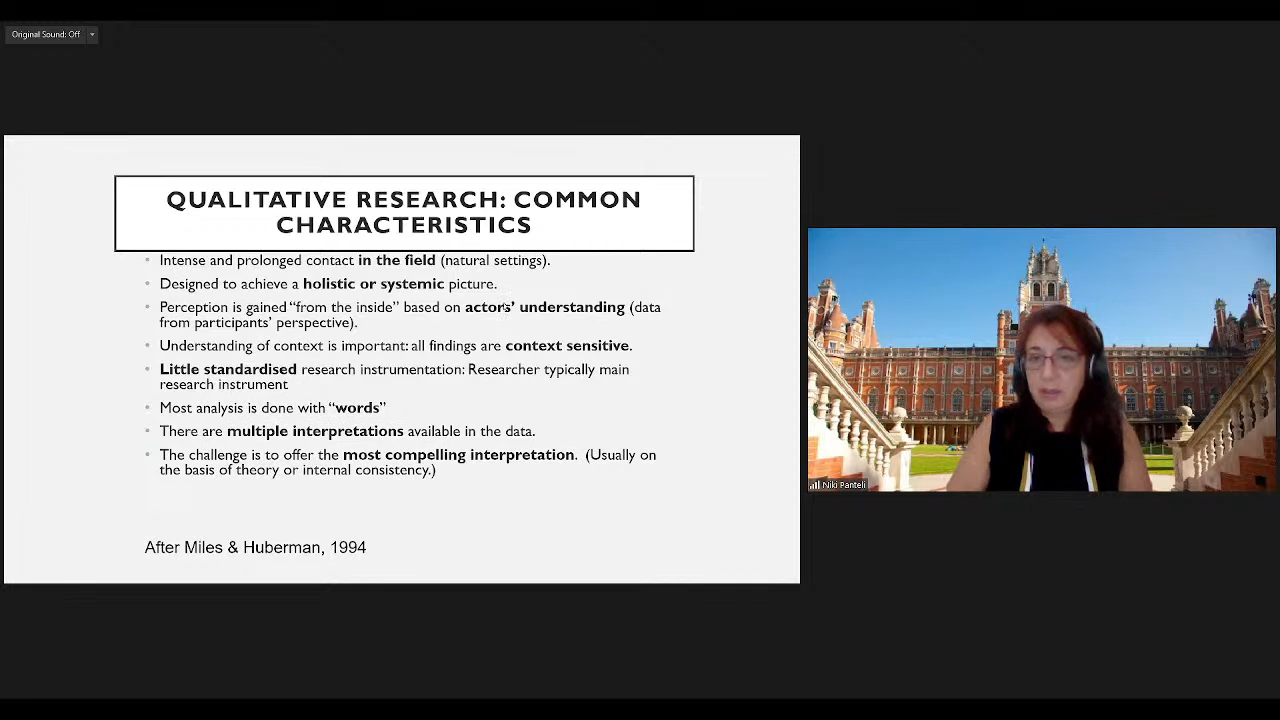 Original Sound: Off
QUALITATIVE RESEARCH: COMMON
CHARACTERISTICS
• Intense and prolonged contact in the field (natural settings).
• Designed to achieve a holistic or systemic picture.
• Perception is gained “from the inside” based on actors’ understanding (data
from participants’ perspective).
• Understanding of context is important: all findings are context sensitive.
• Little standardised research instrumentation: Researcher typically main
research instrument
• Most analysis is done with “words”
• There are multiple interpretations available in the data.
• The challenge is to offer the most compelling interpretation. (Usually on
the basis of theory or internal consistency.)
After Miles & Huberman, 1994
Niki Panteli